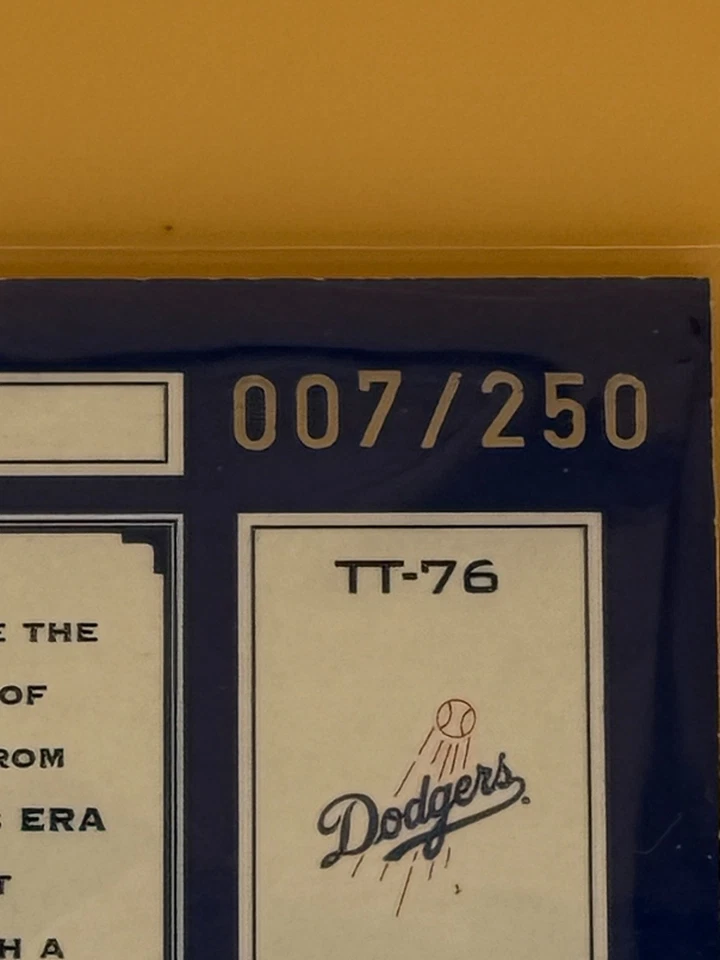 007/250
TT-76
E THE
OF
ROM
S ERA
T
H A
Dodgers